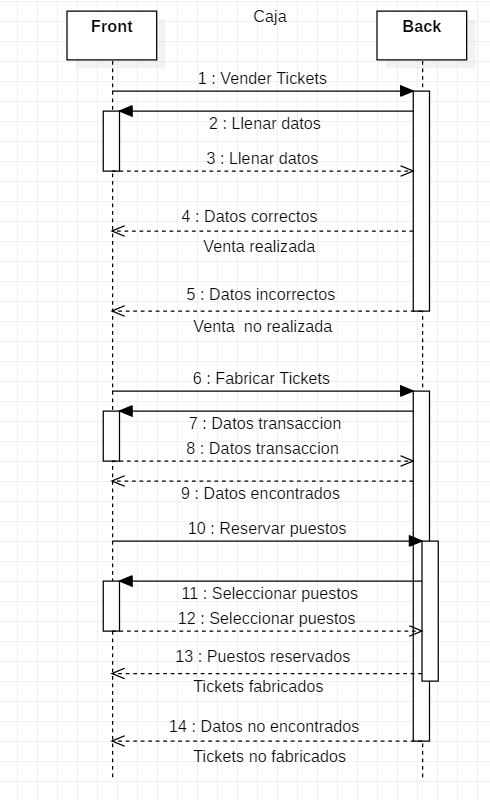 Caja
Front
Back
1 : Vender Tickets
2 : Llenar datos
3 : Llenar datos
4 : Datos correctos
Venta realizada
5 : Datos incorrectos
Venta  no realizada
6 : Fabricar Tickets
7 : Datos transaccion
8 : Datos transaccion
9 : Datos encontrados
10 : Reservar puestos
11 : Seleccionar puestos
12 : Seleccionar puestos
13 : Puestos reservados
Tickets fabricados
14 : Datos no encontrados
Tickets no fabricados